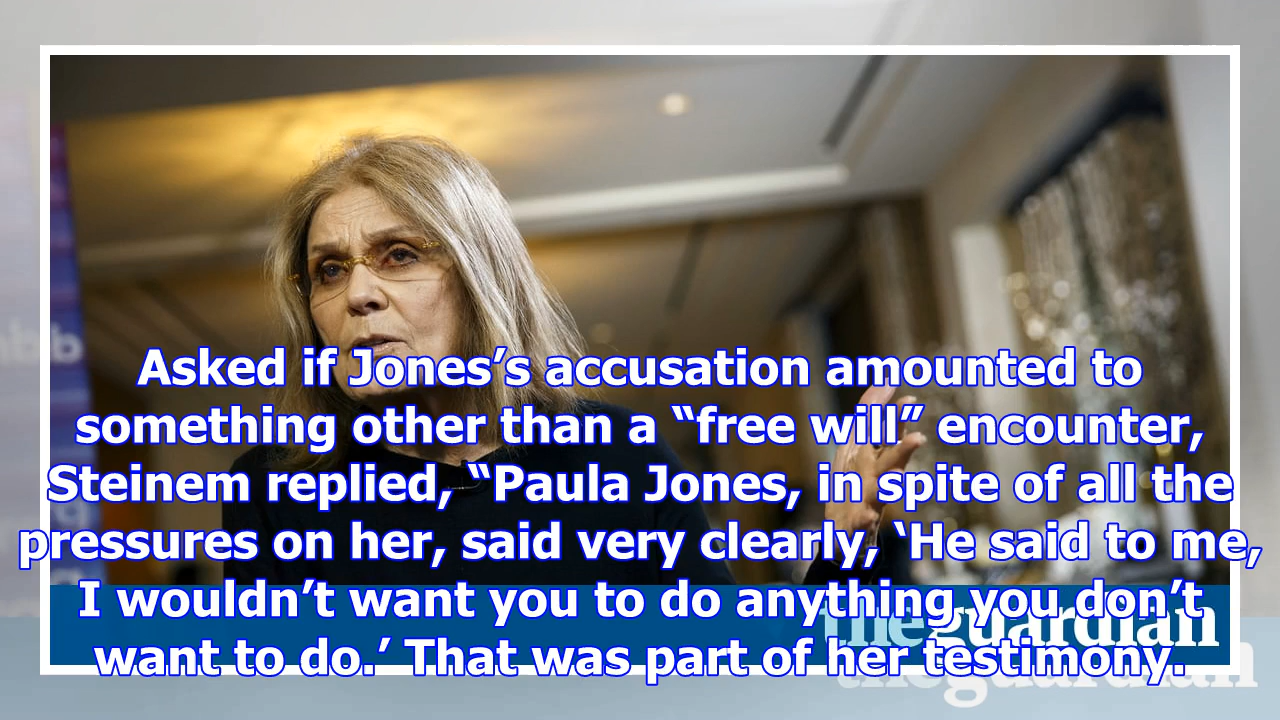 Asked if Jones’s accusation amounted to
something other than a “free will” encounter,
Steinem replied, “Paula Jones, in spite of all the
pressures on her, said very clearly, ‘He said to me,
I wouldn’t want you to do anything you don’t
want to do.’ That was part of her testimony.
theguardian
theguardian